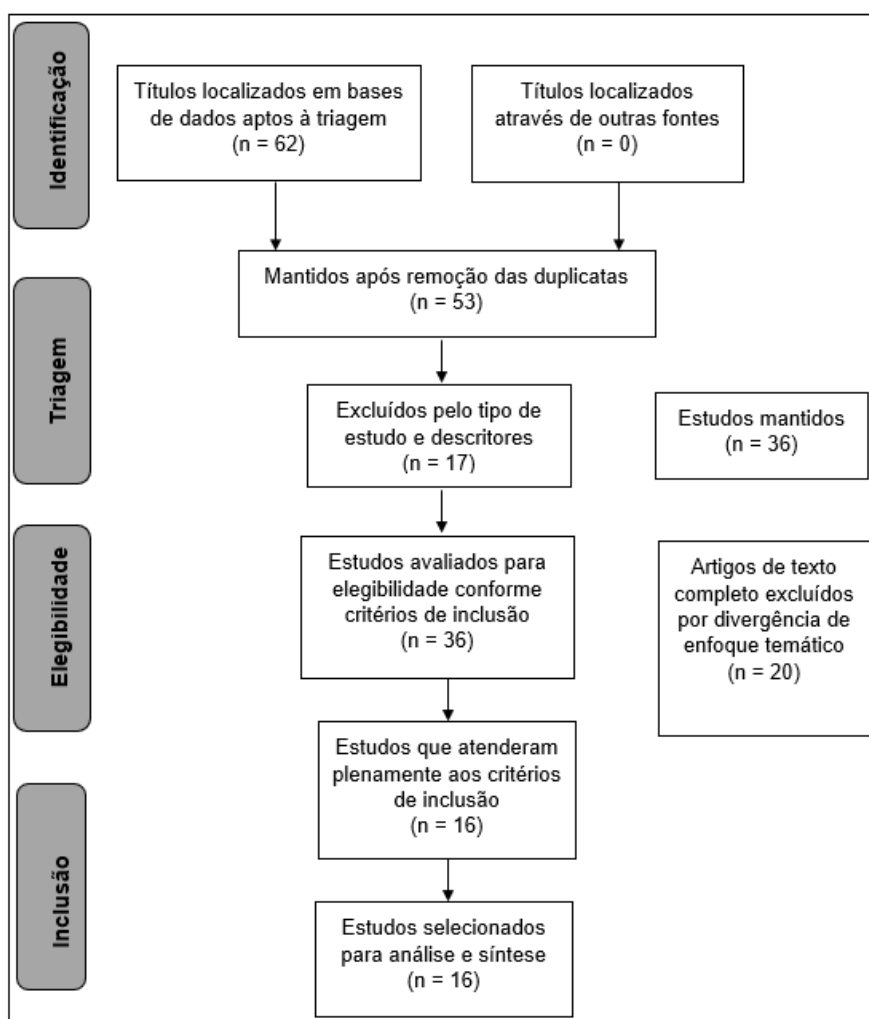 Identificação
Títulos localizados em bases
de dados aptos à triagem
(n = 62)
Títulos localizados
através de outras fontes
(n = 0)
Mantidos após remoção das duplicatas
(n = 53)
Triagem
Excluídos pelo tipo de
estudo e descritores
(n = 17)
Estudos mantidos
(n = 36)
Elegibilidade
Estudos avaliados para
elegibilidade conforme
critérios de inclusão
(n = 36)
Artigos de texto
completo excluídos
por divergência de
enfoque temático
(n = 20)
Estudos que atenderam
plenamente aos critérios
de inclusão
(n = 16)
Inclusão
Estudos selecionados
para análise e síntese
(n = 16)